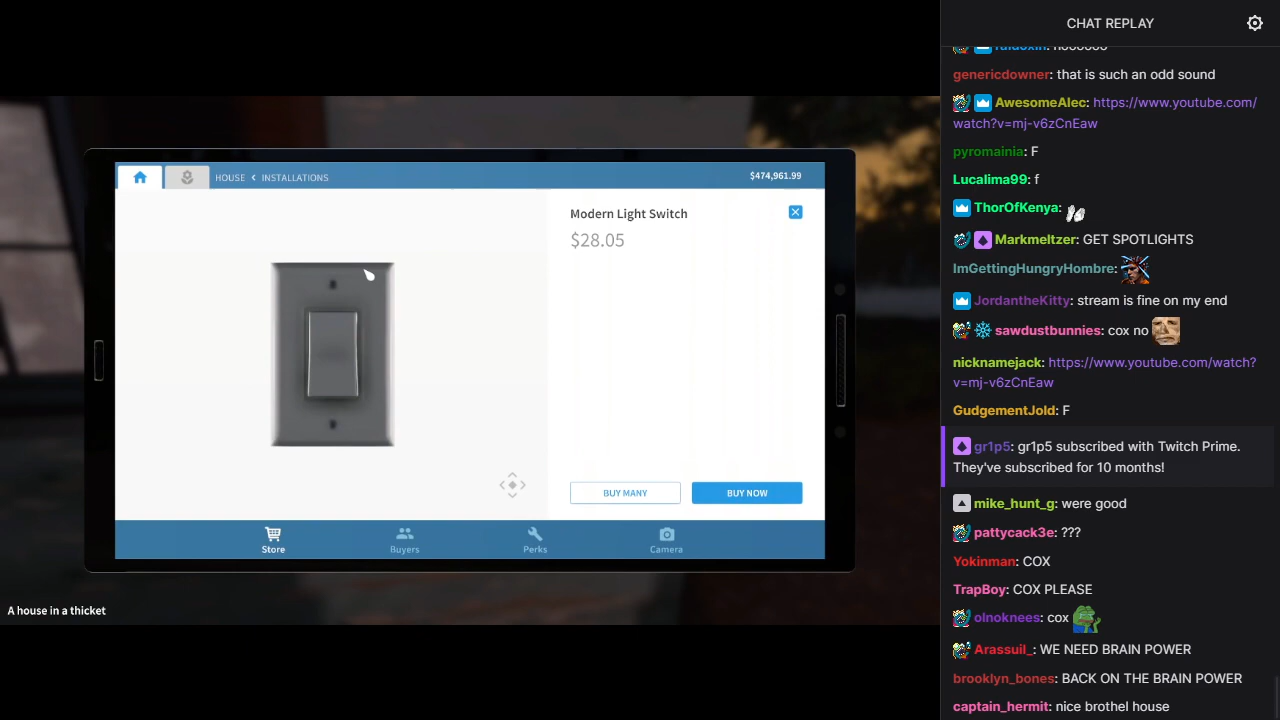 HOUSE < INSTALLATIONS
$474,961.99
Modern Light Switch
$28.05
BUY MANY
BUY NOW
Store
Buyers
Perks
Camera
A house in a thicket
CHAT REPLAY
genericdowner: that is such an odd sound
AwesomeAlec: https://www.youtube.com/
watch?v=mj-v6zCnEaw
pyromainia: F
Lucalima99: f
ThorOfKenya:
Markmeltzer: GET SPOTLIGHTS
ImGettingHungryHombre:
JordantheKitty: stream is fine on my end
sawdustbunnies: cox no
nicknamejack: https://www.youtube.com/watch?
v=mj-v6zCnEaw
GudgementJold: F
gr1p5: gr1p5 subscribed with Twitch Prime.
They've subscribed for 10 months!
mike_hunt_g: were good
pattycack3e: ???
Yokinman: COX
TrapBoy: COX PLEASE
olnoknees: cox
Arassuil_: WE NEED BRAIN POWER
brooklyn_bones: BACK ON THE BRAIN POWER
captain_hermit: nice brothel house